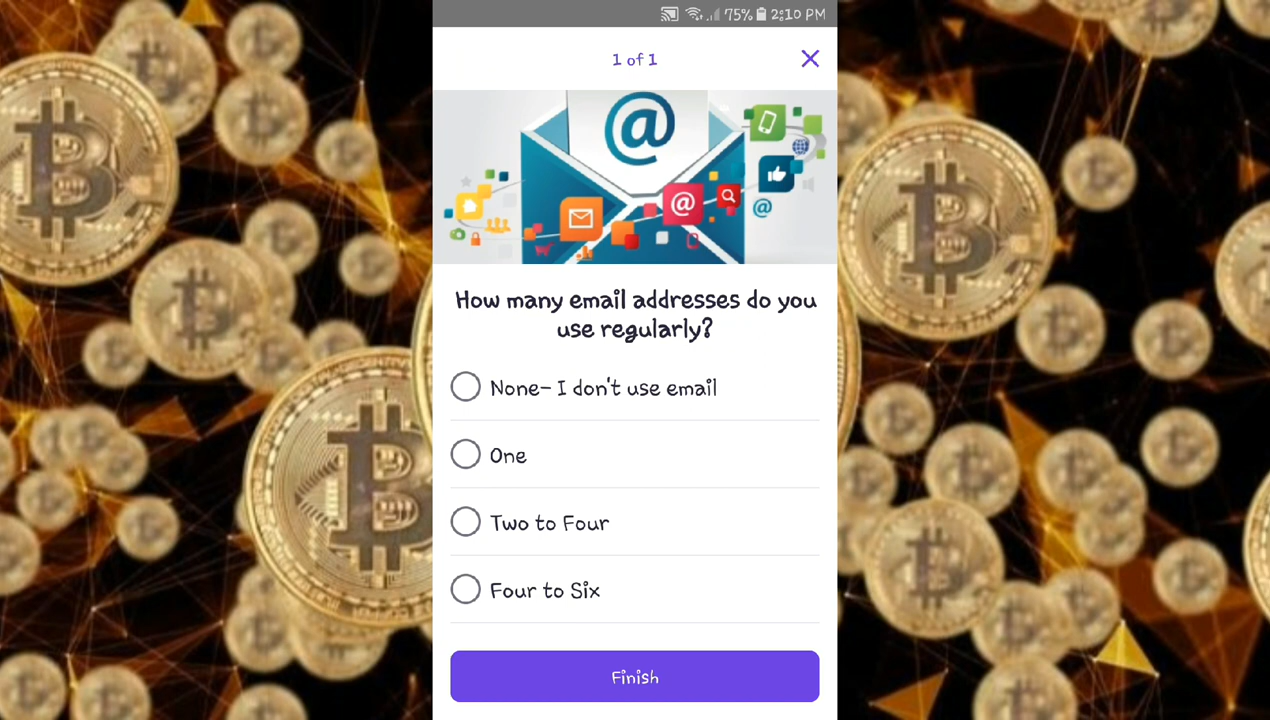 75% 2:10 PM
1 of 1
How many email addresses do you
use regularly?
None- I don't use email
One
Two to Four
Four to Six
Finish